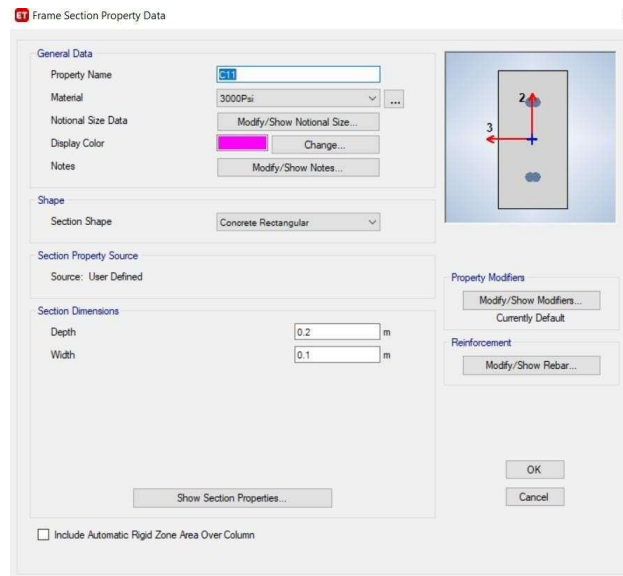 ET Frame Section Property Data
General Data
Property Name C11
Material 3000Psi ...
Notional Size Data Modify/Show Notional Size...
Display Color Change...
Notes Modify/Show Notes...
2
3
Shape
Section Shape Concrete Rectangular
Section Property Source
Source: User Defined
Property Modifiers
Modify/Show Modifiers...
Currently Default
Section Dimensions
Depth 0.2 m
Width 0.1 m
Reinforcement
Modify/Show Rebar...
Show Section Properties...
OK
Cancel
Include Automatic Rigid Zone Area Over Column